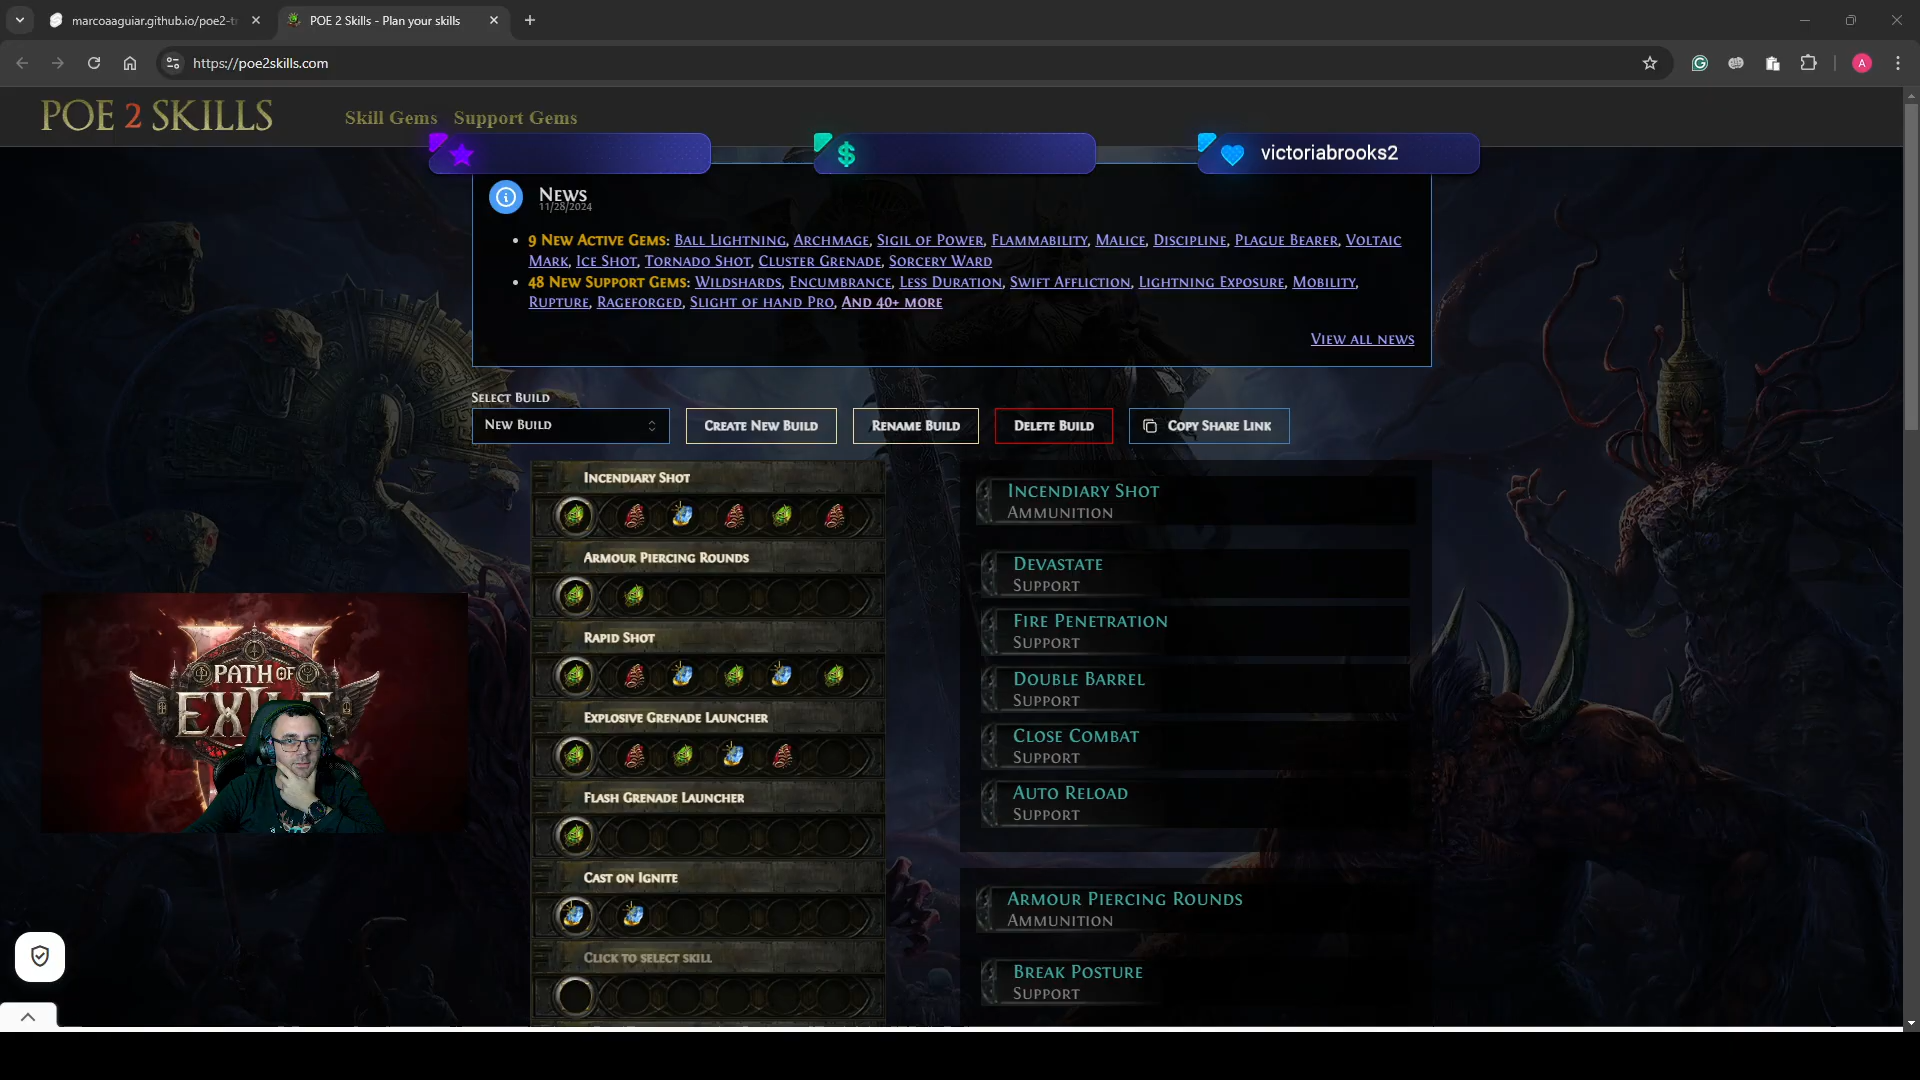 marcoaaguiar.github.io/poe2-tr
POE 2 Skills - Plan your skills
https://poe2skills.com
A
POE 2 SKILLS
Skill Gems
Support Gems
$
victoriabrooks2
NEWS
11/28/2024
9 NEW ACTIVE GEMS: BALL LIGHTNING, ARCHMAGE, SIGIL OF POWER, FLAMMABILITY, MALICE, DISCIPLINE, PLAGUE BEARER, VOLTAIC
MARK, ICE SHOT, TORNADO SHOT, CLUSTER GRENADE, SORCERY WARD
48 NEW SUPPORT GEMS: WILDSHARDS, ENCUMBRANCE, LESS DURATION, SWIFT AFFLICTION, LIGHTNING EXPOSURE, MOBILITY,
RUPTURE, RAGEFORGED, SLIGHT OF HAND PRO, AND 40+ MORE
VIEW ALL NEWS
SELECT BUILD
NEW BUILD
CREATE NEW BUILD
RENAME BUILD
DELETE BUILD
COPY SHARE LINK
INCENDIARY SHOT
ARMOUR PIERCING ROUNDS
RAPID SHOT
EXPLOSIVE GRENADE LAUNCHER
FLASH GRENADE LAUNCHER
CAST ON IGNITE
CLICK TO SELECT SKILL
INCENDIARY SHOT
AMMUNITION
DEVASTATE
SUPPORT
FIRE PENETRATION
SUPPORT
DOUBLE BARREL
SUPPORT
CLOSE COMBAT
SUPPORT
AUTO RELOAD
SUPPORT
ARMOUR PIERCING ROUNDS
AMMUNITION
BREAK POSTURE
SUPPORT
PATH OF
EXILE